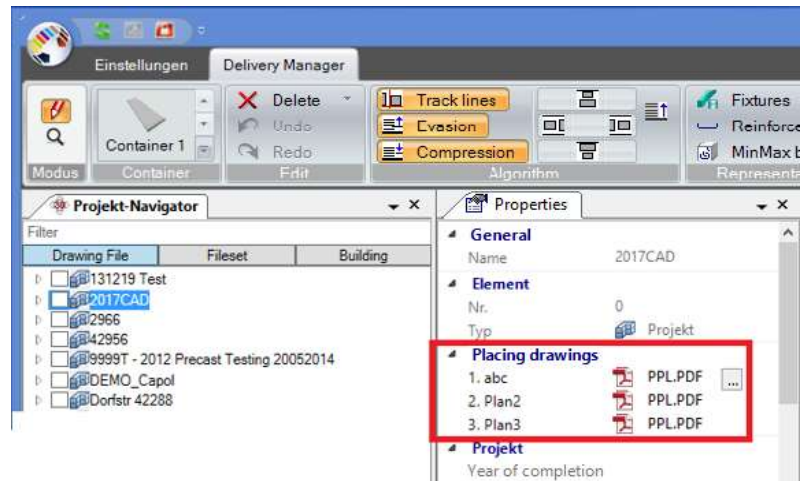 Einstellungen Delivery Manager
Container 1
Delete
Undo
Redo
Track lines
Evasion
Compression
Fixtures
Reinforce
MinMax b
Modus Container Edit Algorithm Representa
Projekt-Navigator
Filter
Drawing File Fileset Building
131219 Test
2017CAD
2966
42956
9999T - 2012 Precast Testing 20052014
DEMO_Capol
Dorfstr 42288
Properties
General
Name 2017CAD
Element
Nr. 0
Typ Projekt
Placing drawings
1. abc PPL.PDF ...
2. Plan2 PPL.PDF
3. Plan3 PPL.PDF
Projekt
Year of completion